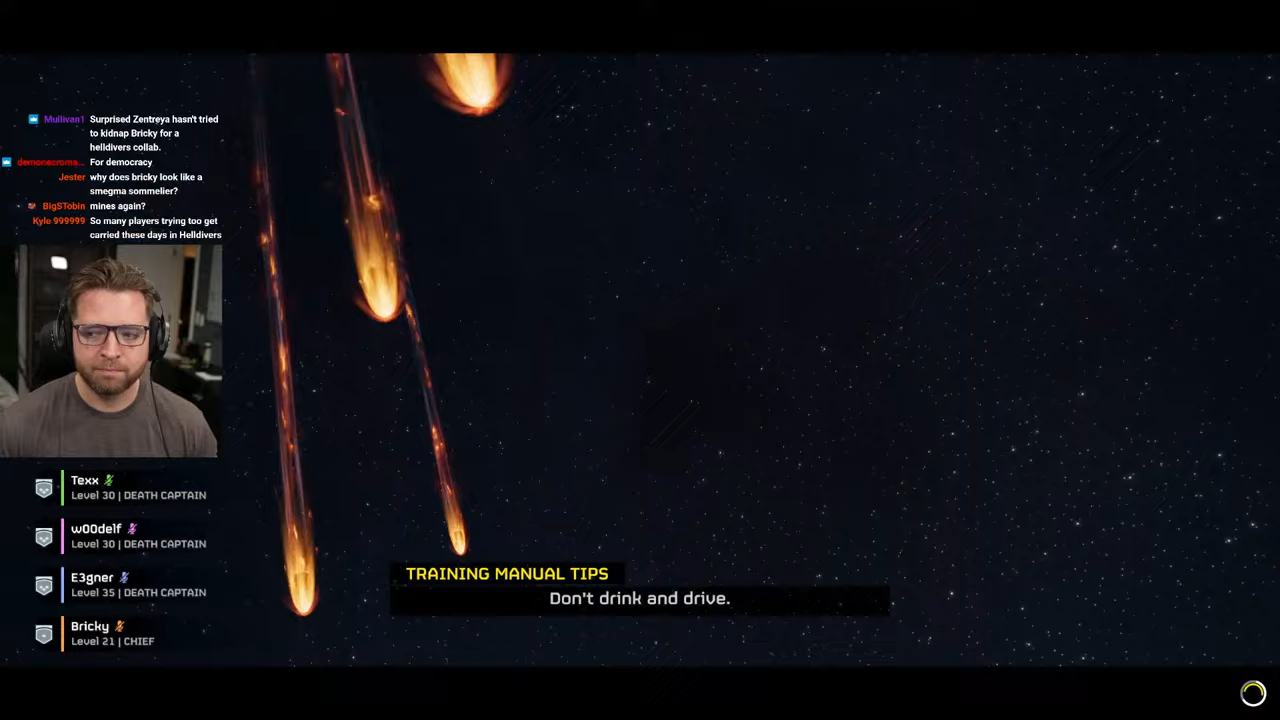 Mullivan1 Surprised Zentreya hasn't tried
to kidnap Bricky for a
helldivers collab.
demonecroma... For democracy
Jester why does bricky look like a
smegma sommelier?
BigSTobin mines again?
Kyle 999999 So many players trying too get
carried these days in Helldivers
Texx
Level 30 | DEATH CAPTAIN
w00delf
Level 30 | DEATH CAPTAIN
E3gner
Level 35 | DEATH CAPTAIN
Bricky
Level 21 | CHIEF
TRAINING MANUAL TIPS
Don't drink and drive.